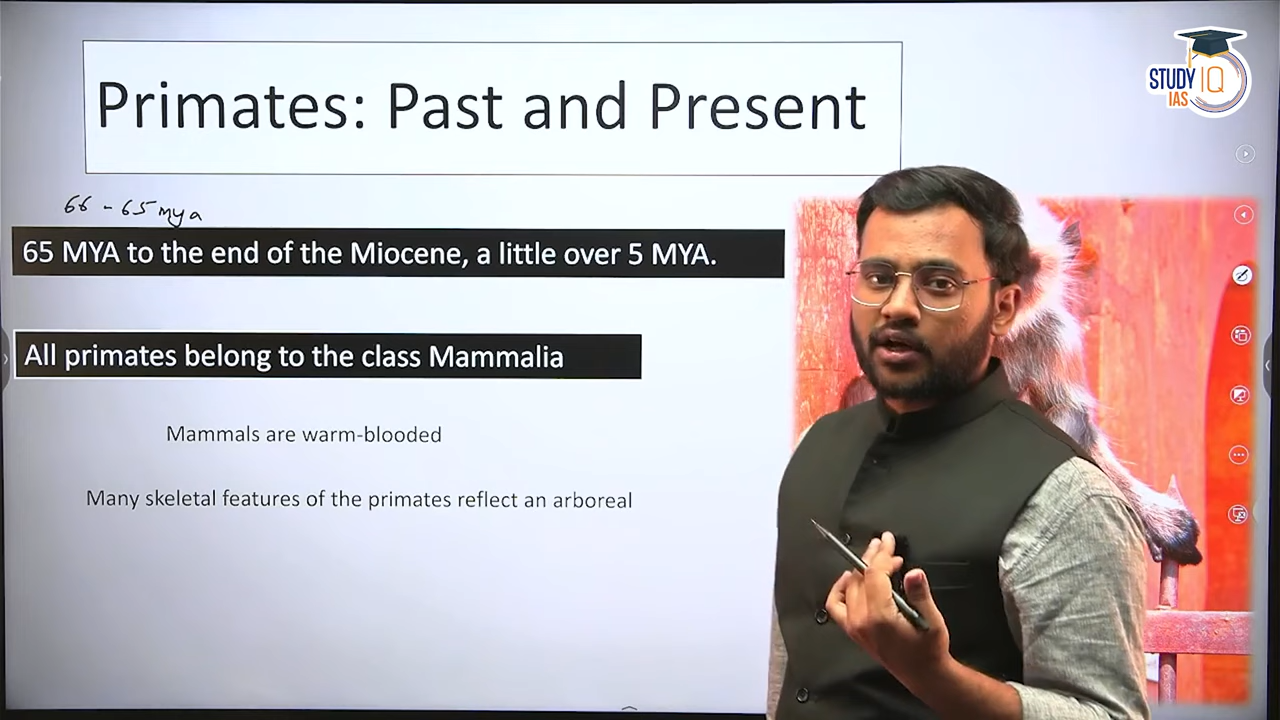 STUDY IQ
IAS
Primates: Past and Present
66 - 65 mya
65 MYA to the end of the Miocene, a little over 5 MYA.
All primates belong to the class Mammalia
Mammals are warm-blooded
Many skeletal features of the primates reflect an arboreal